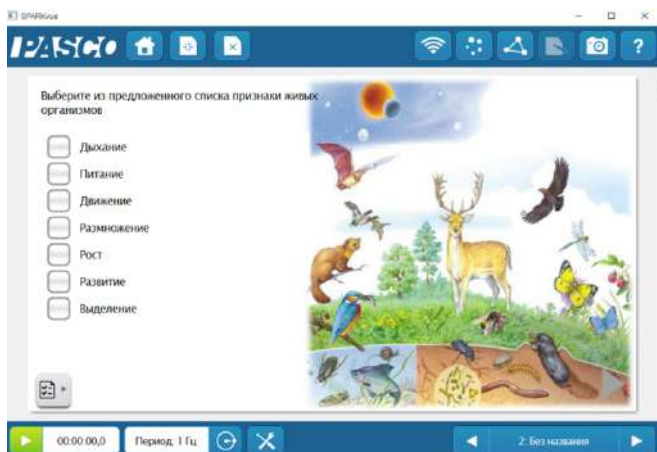 SPARKvue
PASCO
?
Выберите из предложенного списка признаки живых
организмов
Дыхание
Питание
Движение
Размножение
Рост
Развитие
Выделение
00:00:00,0
Период: 1 Гц
2: Без названия